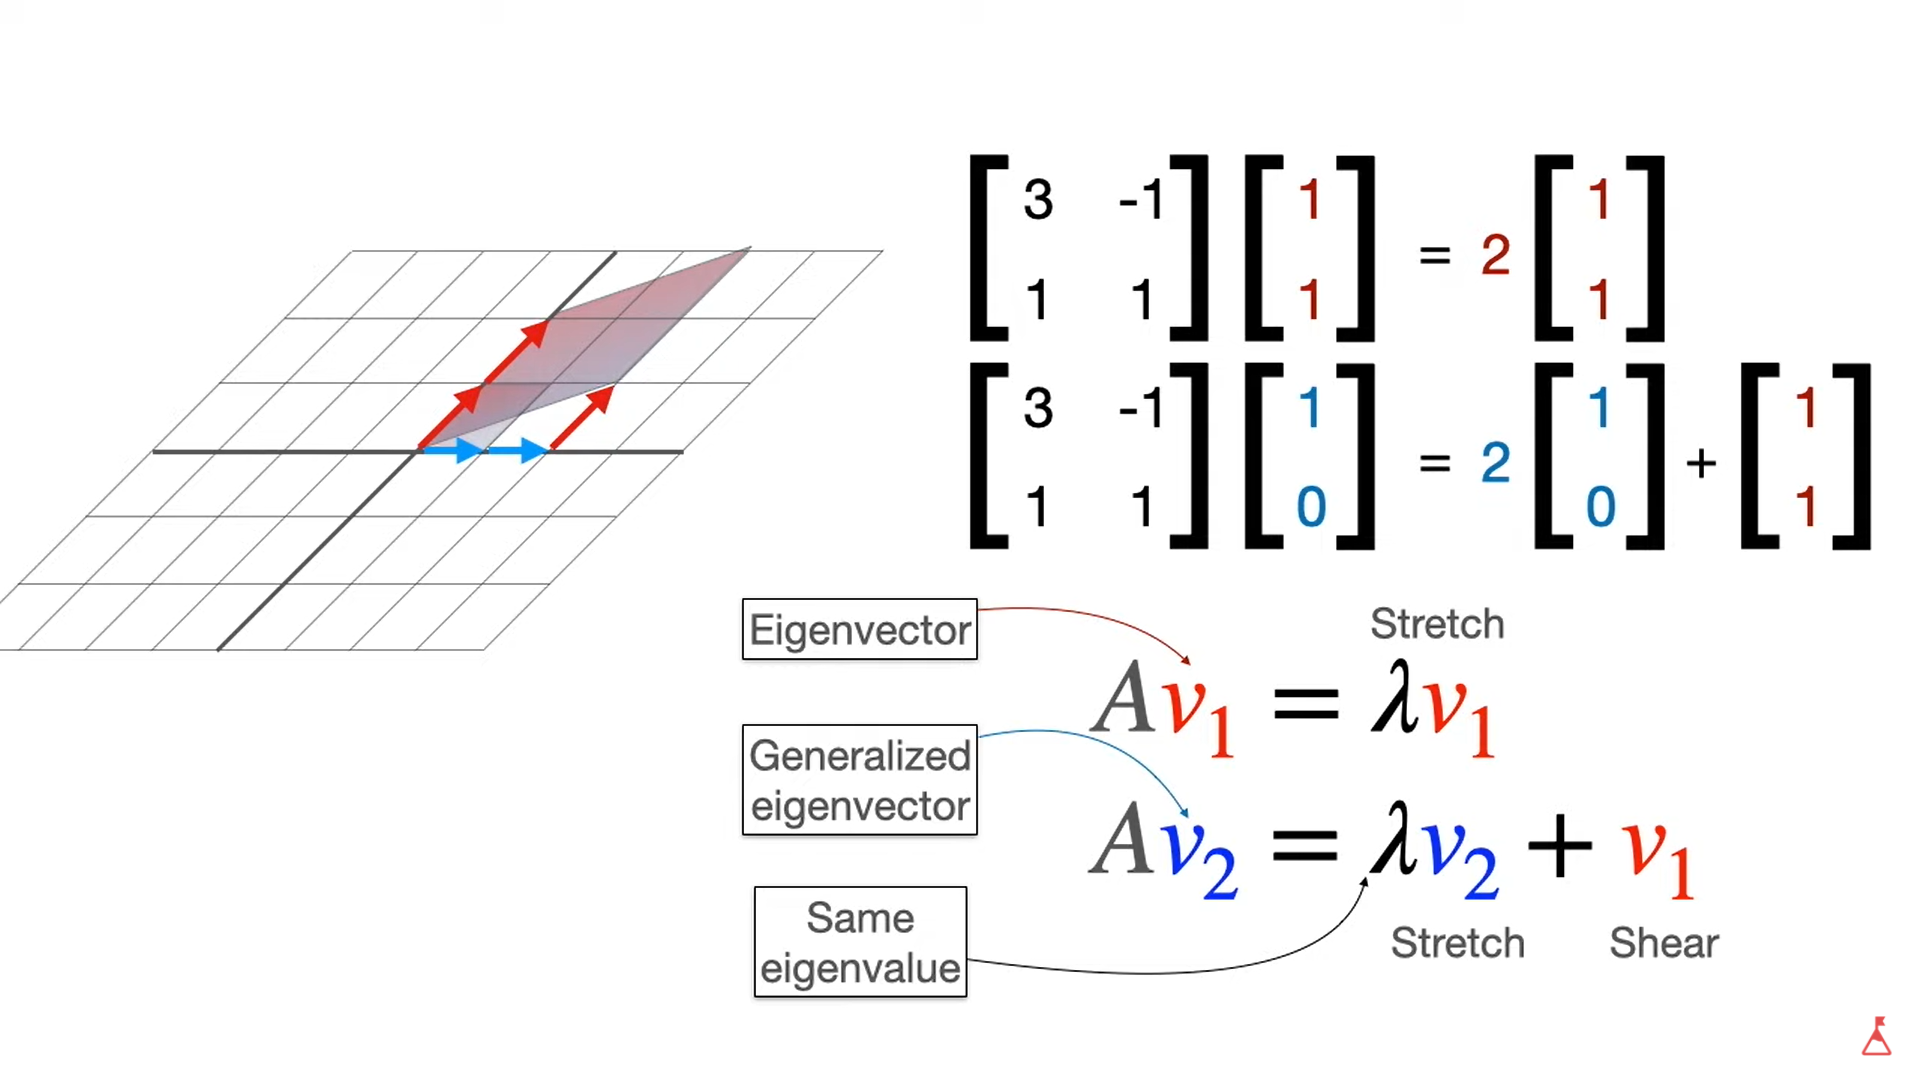 [3 -1] [1] = 2 [1]
[1 1] [1] [1]
[3 -1] [1] = 2 [1] + [1]
[1 1] [0] [0] [1]
Eigenvector
Stretch
Av₁ = λv₁
Generalized
eigenvector
Av₂ = λv₂ + v₁
Same
eigenvalue
Stretch Shear